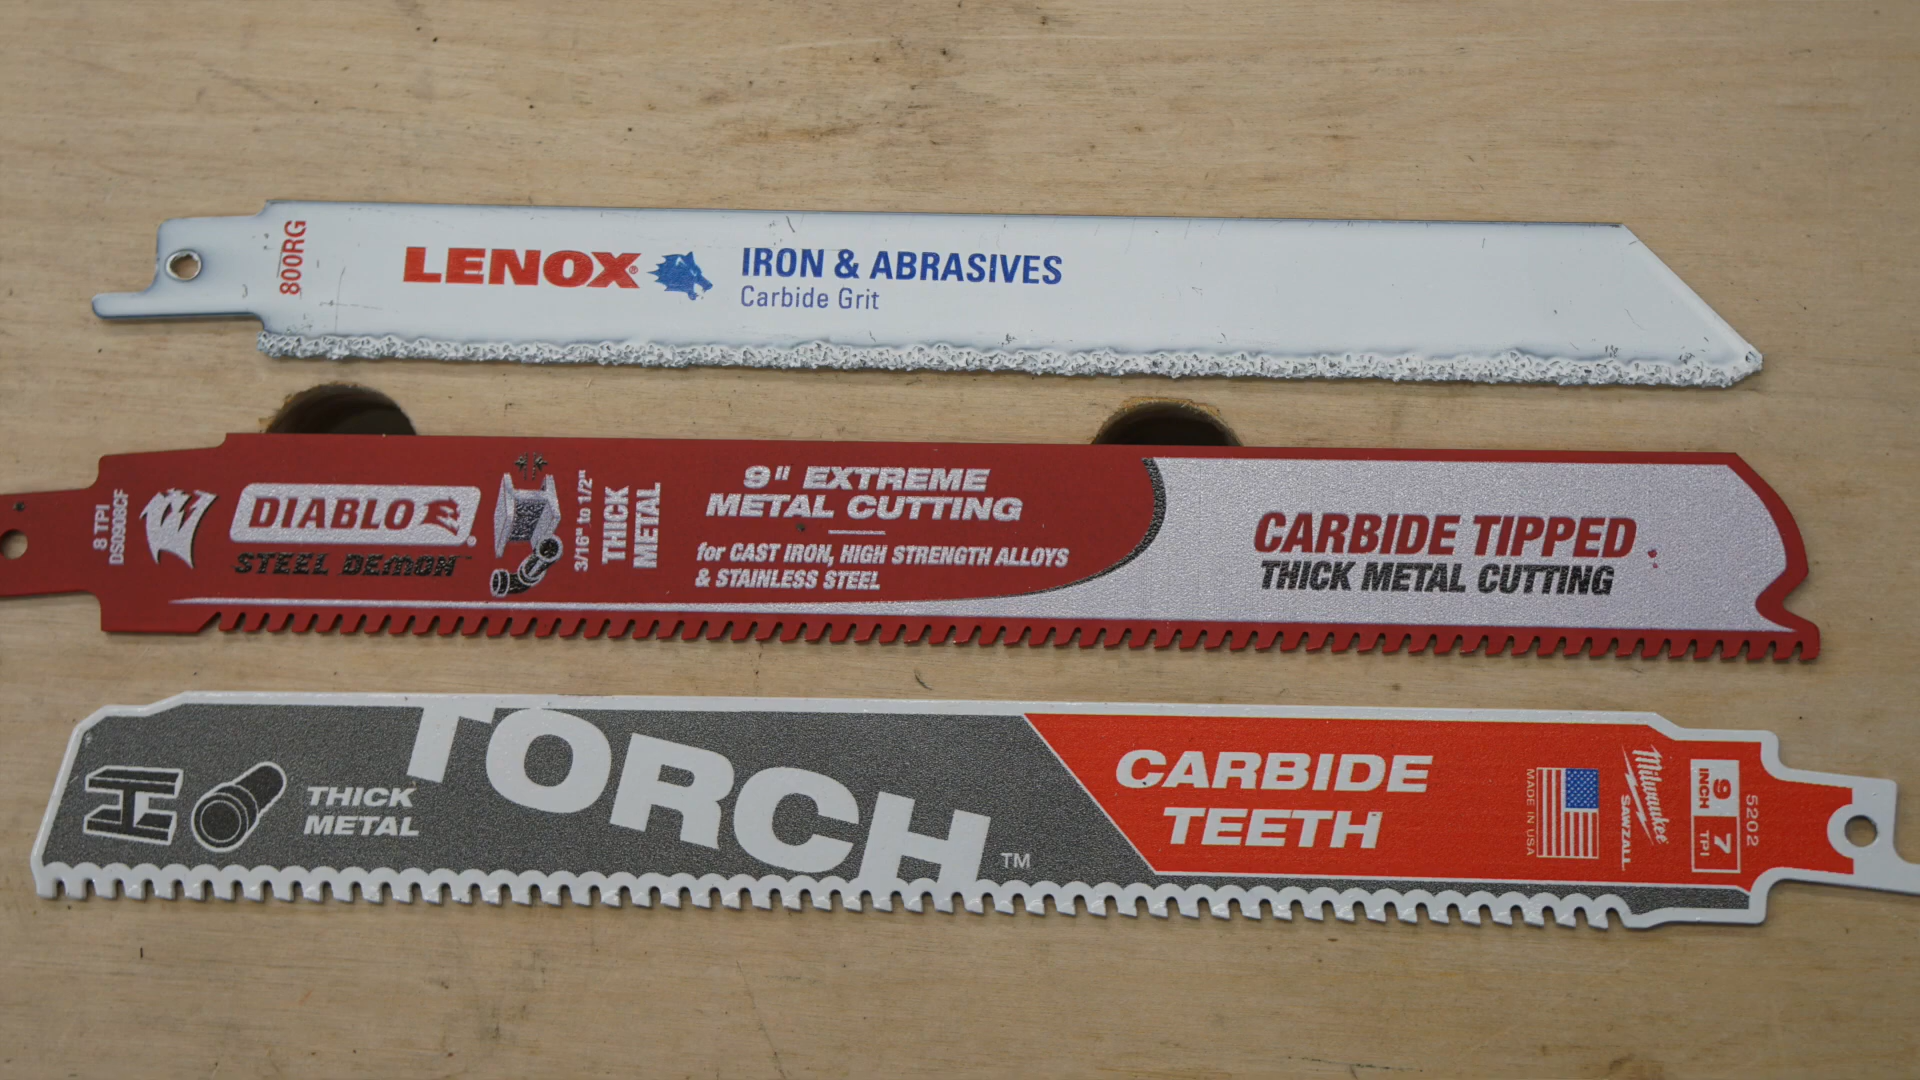 800RG
LENOX®
IRON & ABRASIVES
Carbide Grit
8 TPI
DS0908CF
DIABLO®
STEEL DEMON™
3/16" to 1/2"
THICK
METAL
9" EXTREME
METAL CUTTING
for CAST IRON, HIGH STRENGTH ALLOYS
& STAINLESS STEEL
CARBIDE TIPPED
THICK METAL CUTTING
THICK
METAL
TORCH™
CARBIDE
TEETH
MADE IN USA
Milwaukee
SAWZALL
9
INCH
7
TPI
5202